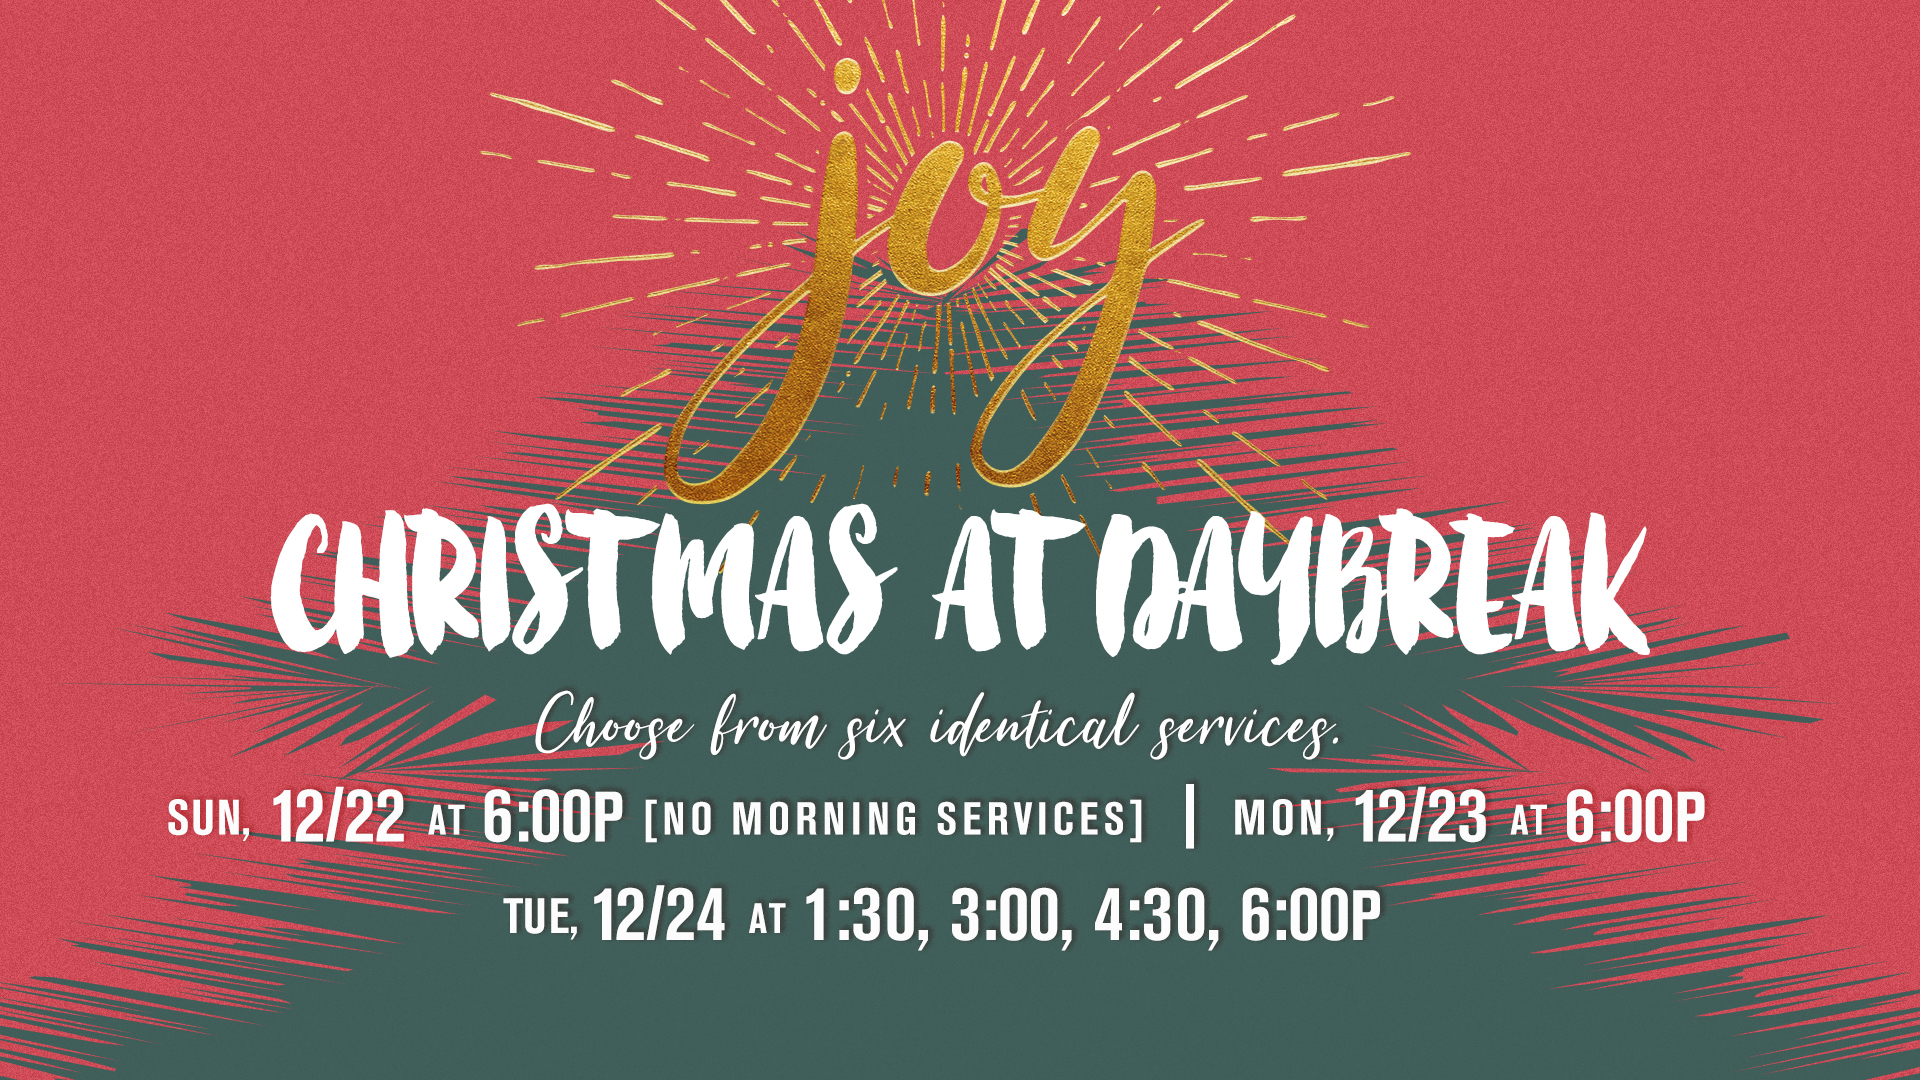 joy
CHRISTMAS AT DAYBREAK
Choose from six identical services.
SUN, 12/22 AT 6:00P [NO MORNING SERVICES] | MON, 12/23 AT 6:00P
TUE, 12/24 AT 1:30, 3:00, 4:30, 6:00P